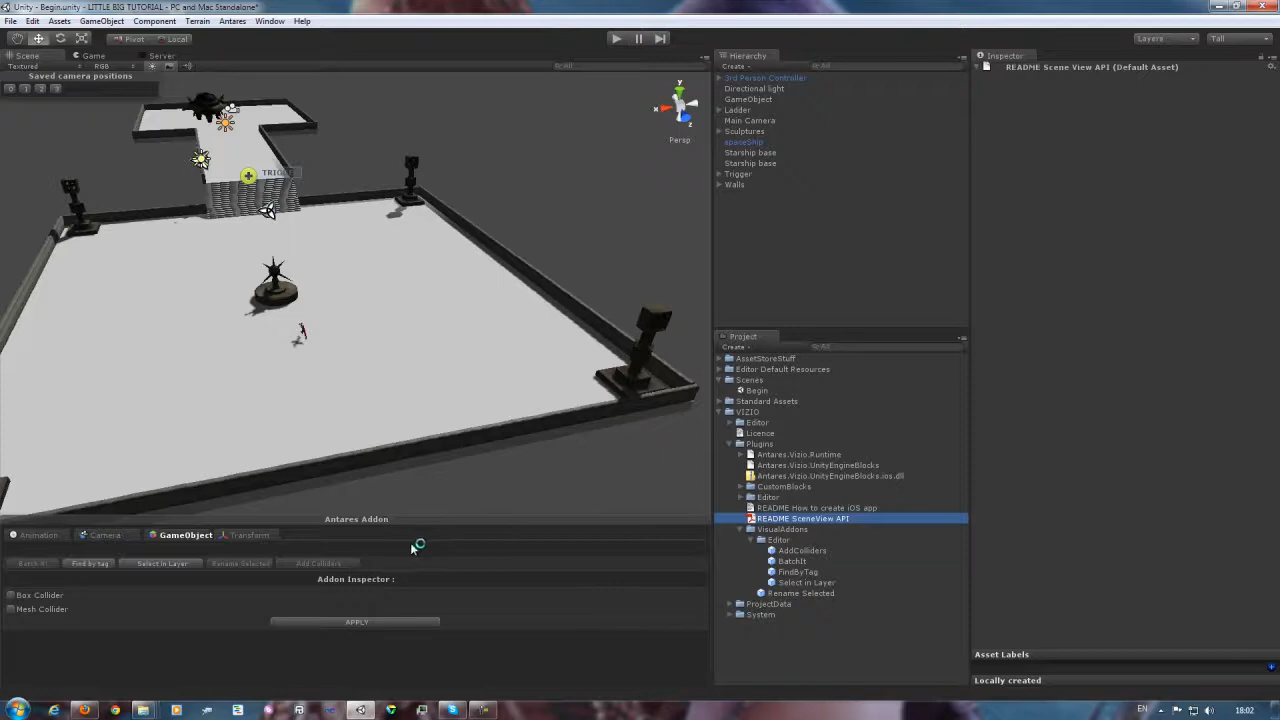 Unity - Begin.unity - LITTLE BIG TUTORIAL - PC and Mac Standalone*
File Edit Assets GameObject Component Terrain Antares Window Help
Pivot Local Layers Tall
Scene Game Server
Textured RGB All
Saved camera positions
0 1 2 3
y
x
z
Persp
Hierarchy
Create All
3rd Person Controller
Directional light
GameObject
Ladder
Main Camera
Sculptures
spaceShip
Starship base
Starship base
Trigger
Walls
Project
Create All
AssetStoreStuff
Editor Default Resources
Scenes
Begin
Standard Assets
VIZIO
Editor
Licence
Plugins
Antares.Vizio.Runtime
Antares.Vizio.UnityEngineBlocks
Antares.Vizio.UnityEngineBlocks.ios.dll
CustomBlocks
Editor
README How to create iOS app
README SceneView API
VisualAddons
Editor
AddColliders
BatchIt
FindByTag
Select in Layer
Rename Selected
ProjectData
System
Inspector
README Scene View API (Default Asset)
Asset Labels
Locally created
Antares Addon
Animation Camera GameObject Transform
Batch it! Find by tag Select in Layer Rename Selected Add Colliders
Addon Inspector :
Box Collider
Mesh Collider
APPLY
EN 18:02